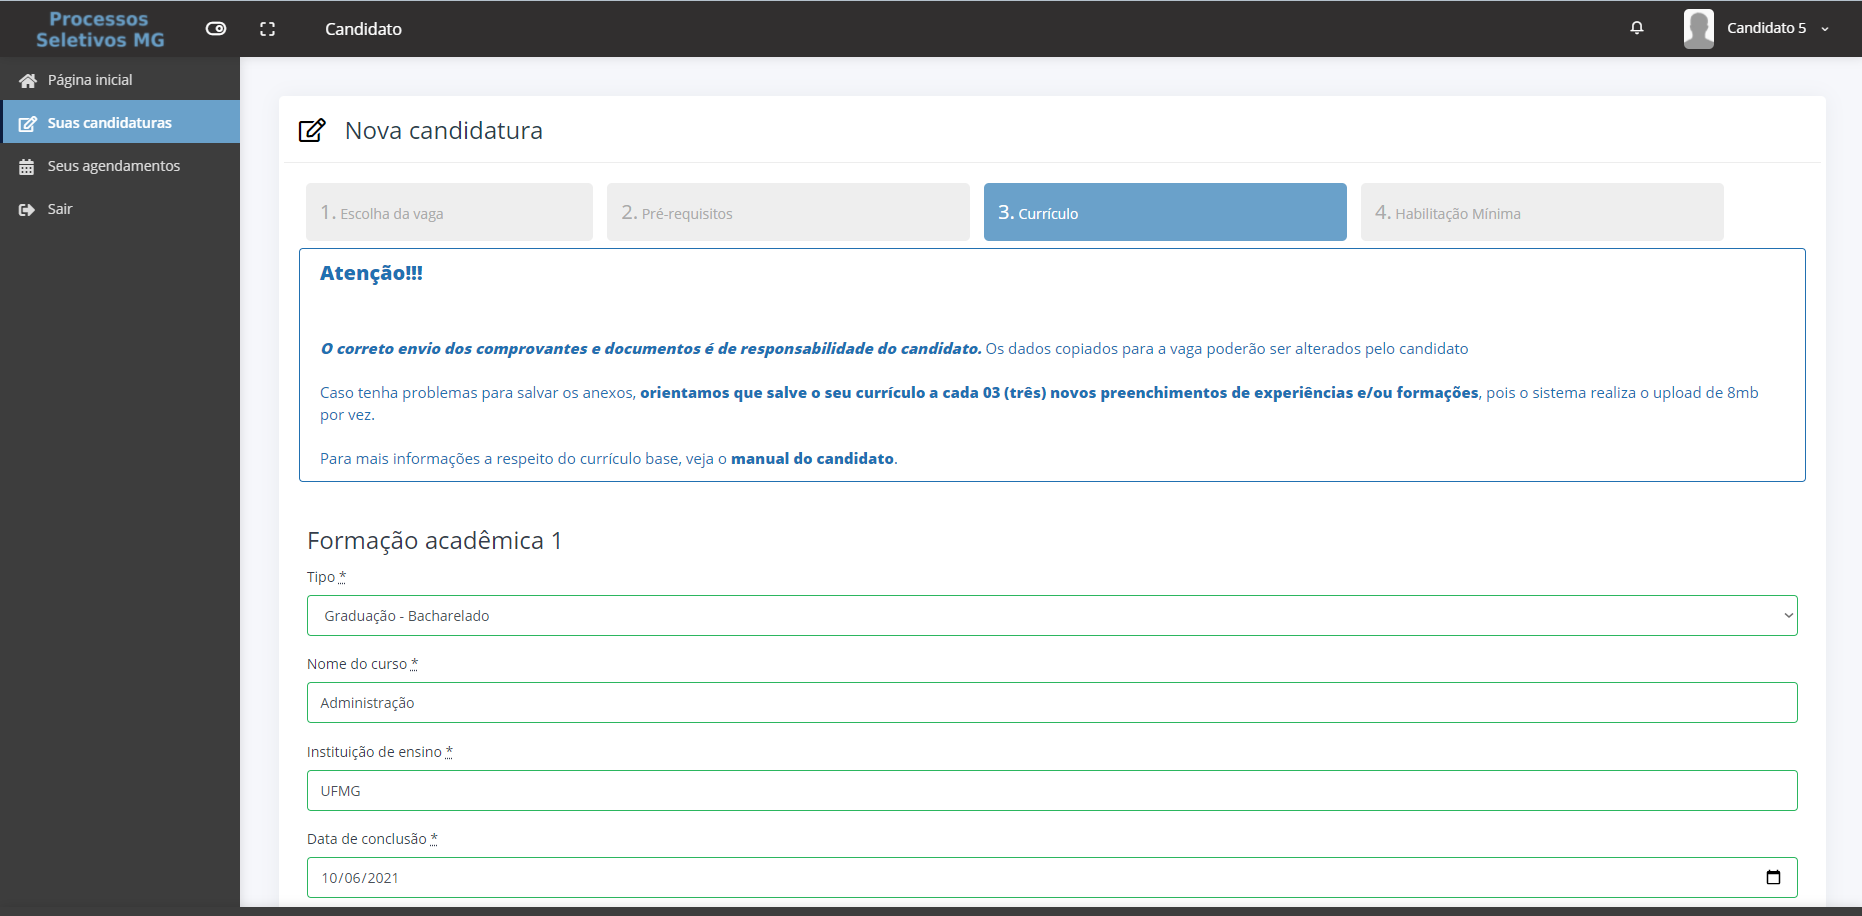 Processos
Seletivos MG
Candidato
Candidato 5
Página inicial
Suas candidaturas
Seus agendamentos
Sair
Nova candidatura
1. Escolha da vaga
2. Pré-requisitos
3. Currículo
4. Habilitação Mínima
Atenção!!!
O correto envio dos comprovantes e documentos é de responsabilidade do candidato. Os dados copiados para a vaga poderão ser alterados pelo candidato
Caso tenha problemas para salvar os anexos, orientamos que salve o seu currículo a cada 03 (três) novos preenchimentos de experiências e/ou formações, pois o sistema realiza o upload de 8mb
por vez.
Para mais informações a respeito do currículo base, veja o manual do candidato.
Formação acadêmica 1
Tipo *
Graduação - Bacharelado
Nome do curso *
Administração
Instituição de ensino *
UFMG
Data de conclusão *
10/06/2021